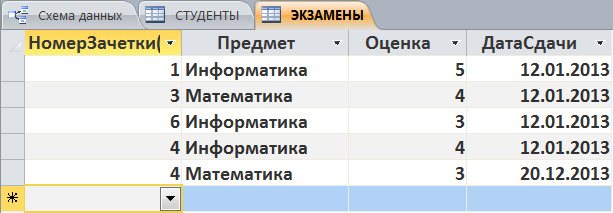 Схема данных СТУДЕНТЫ ЭКЗАМЕНЫ
НомерЗачетки( Предмет Оценка ДатаСдачи
1 Информатика 5 12.01.2013
3 Математика 4 12.01.2013
6 Информатика 3 12.01.2013
4 Информатика 4 12.01.2013
4 Математика 3 20.12.2013